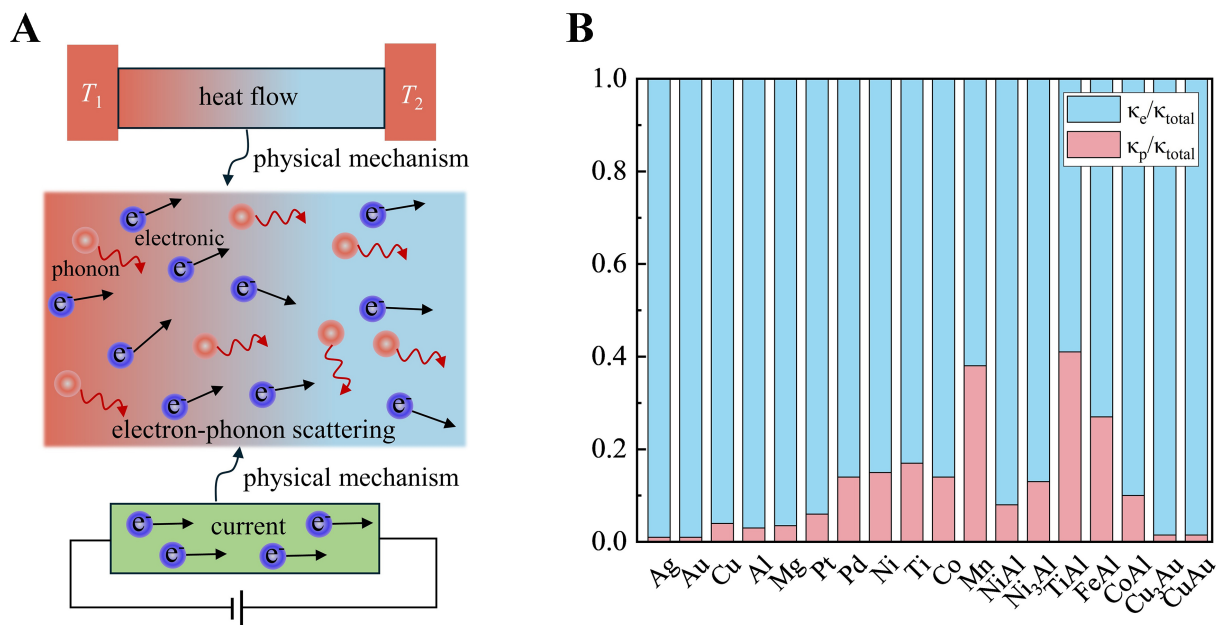 A
T1
heat flow
T2
physical mechanism
e-
e-
electronic
phonon
e-
e-
e-
e-
e-
e-
e-
e-
e-
electron-phonon scattering
physical mechanism
e-
current
e-
e-
e-
B
1.0
0.8
0.6
0.4
0.2
0.0
κe/κtotal
κp/κtotal
Ag
Au
Cu
Al
Mg
Pt
Pd
Ni
Ti
Co
Mn
NiAl
Ni3Al
TiAl
FeAl
CoAl
Cu3Au
CuAu